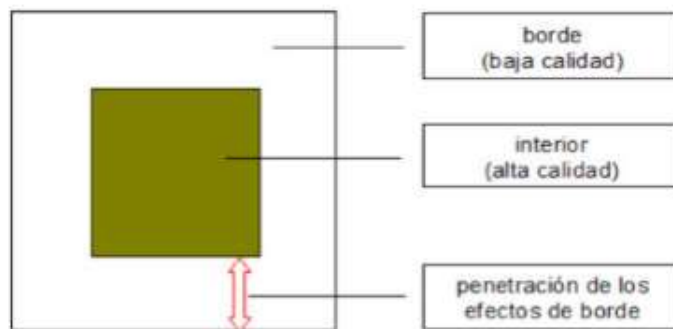 borde
(baja calidad)
interior
(alta calidad)
penetración de los
efectos de borde